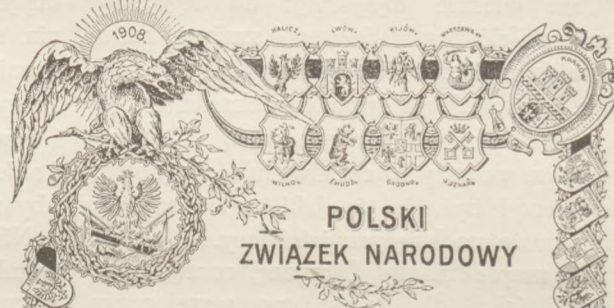 1908.
HALICZ.
LWÓW.
KIJÓW.
WARSZAWA.
KRAKÓW
WILNO.
ŻMUDŹ.
GRODNO.
POZNAŃ.
POLSKI
ZWIĄZEK NARODOWY